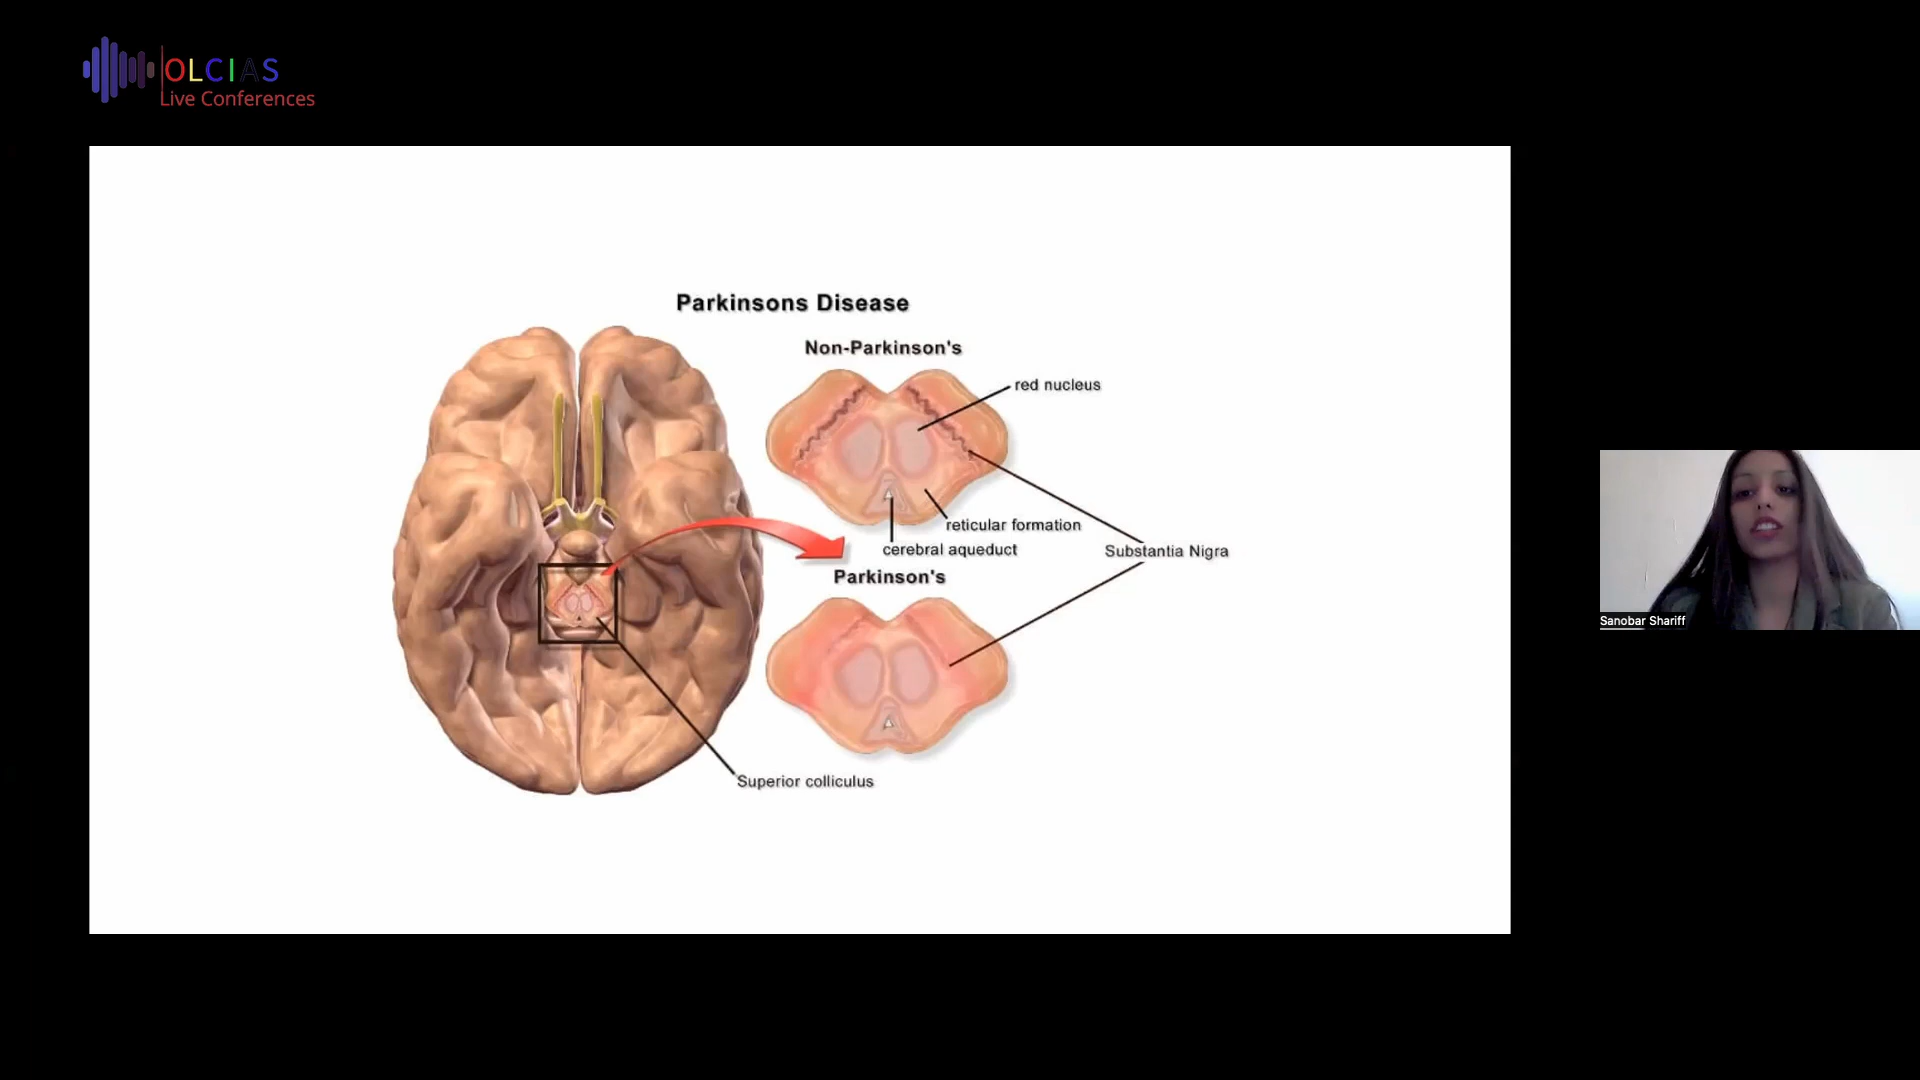 OLCIAS
Live Conferences
Parkinsons Disease
Non-Parkinson's
red nucleus
reticular formation
cerebral aqueduct
Substantia Nigra
Parkinson's
Superior colliculus
Sanobar Shariff